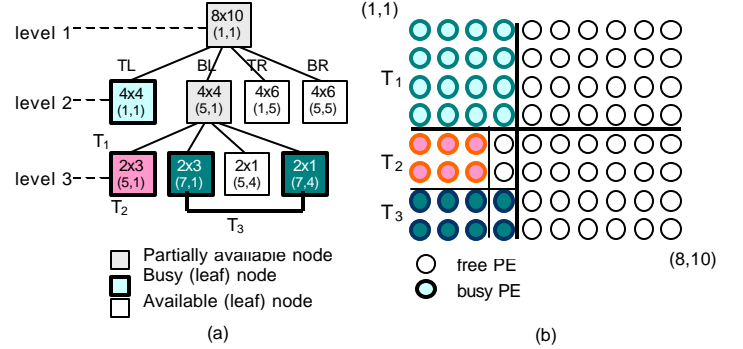 level 1
8x10
(1,1)
TL
BL
TR
BR
level 2
4x4
(1,1)
4x4
(5,1)
4x6
(1,5)
4x6
(5,5)
T1
level 3
2x3
(5,1)
2x3
(7,1)
2x1
(5,4)
2x1
(7,4)
T2
T3
Partially available node
Busy (leaf) node
Available (leaf) node
(a)
(1,1)
T1
T2
T3
(8,10)
free PE
busy PE
(b)